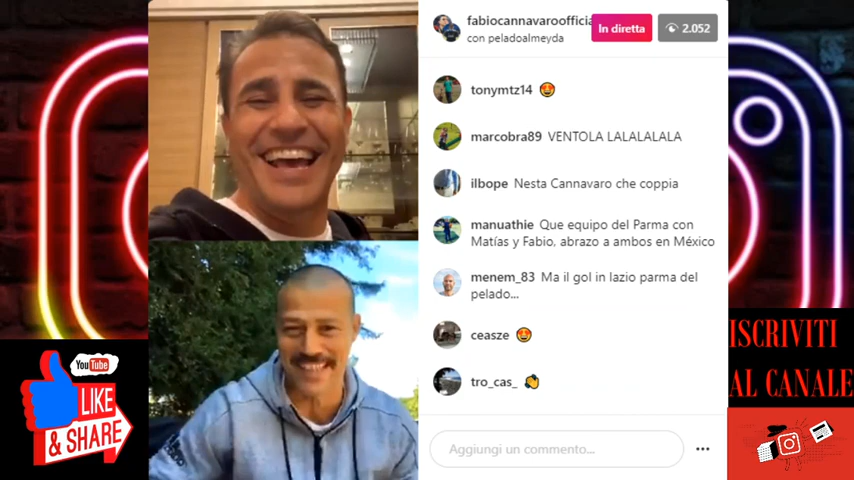 fabiocannavaroofficia
In diretta
2.052
con peladoalmeyda
tonymtz14 🤩
marcobra89 VENTOLA LALALALALA
ilbope Nesta Cannavaro che coppia
manuathie Que equipo del Parma con
Matías y Fabio, abrazo a ambos en México
menem_83 Ma il gol in lazio parma del
pelado...
ceasze 🤩
tro_cas_ 👏
Aggiungi un commento...
YouTube
LIKE
& SHARE
ISCRIVITI
AL CANALE
adidas